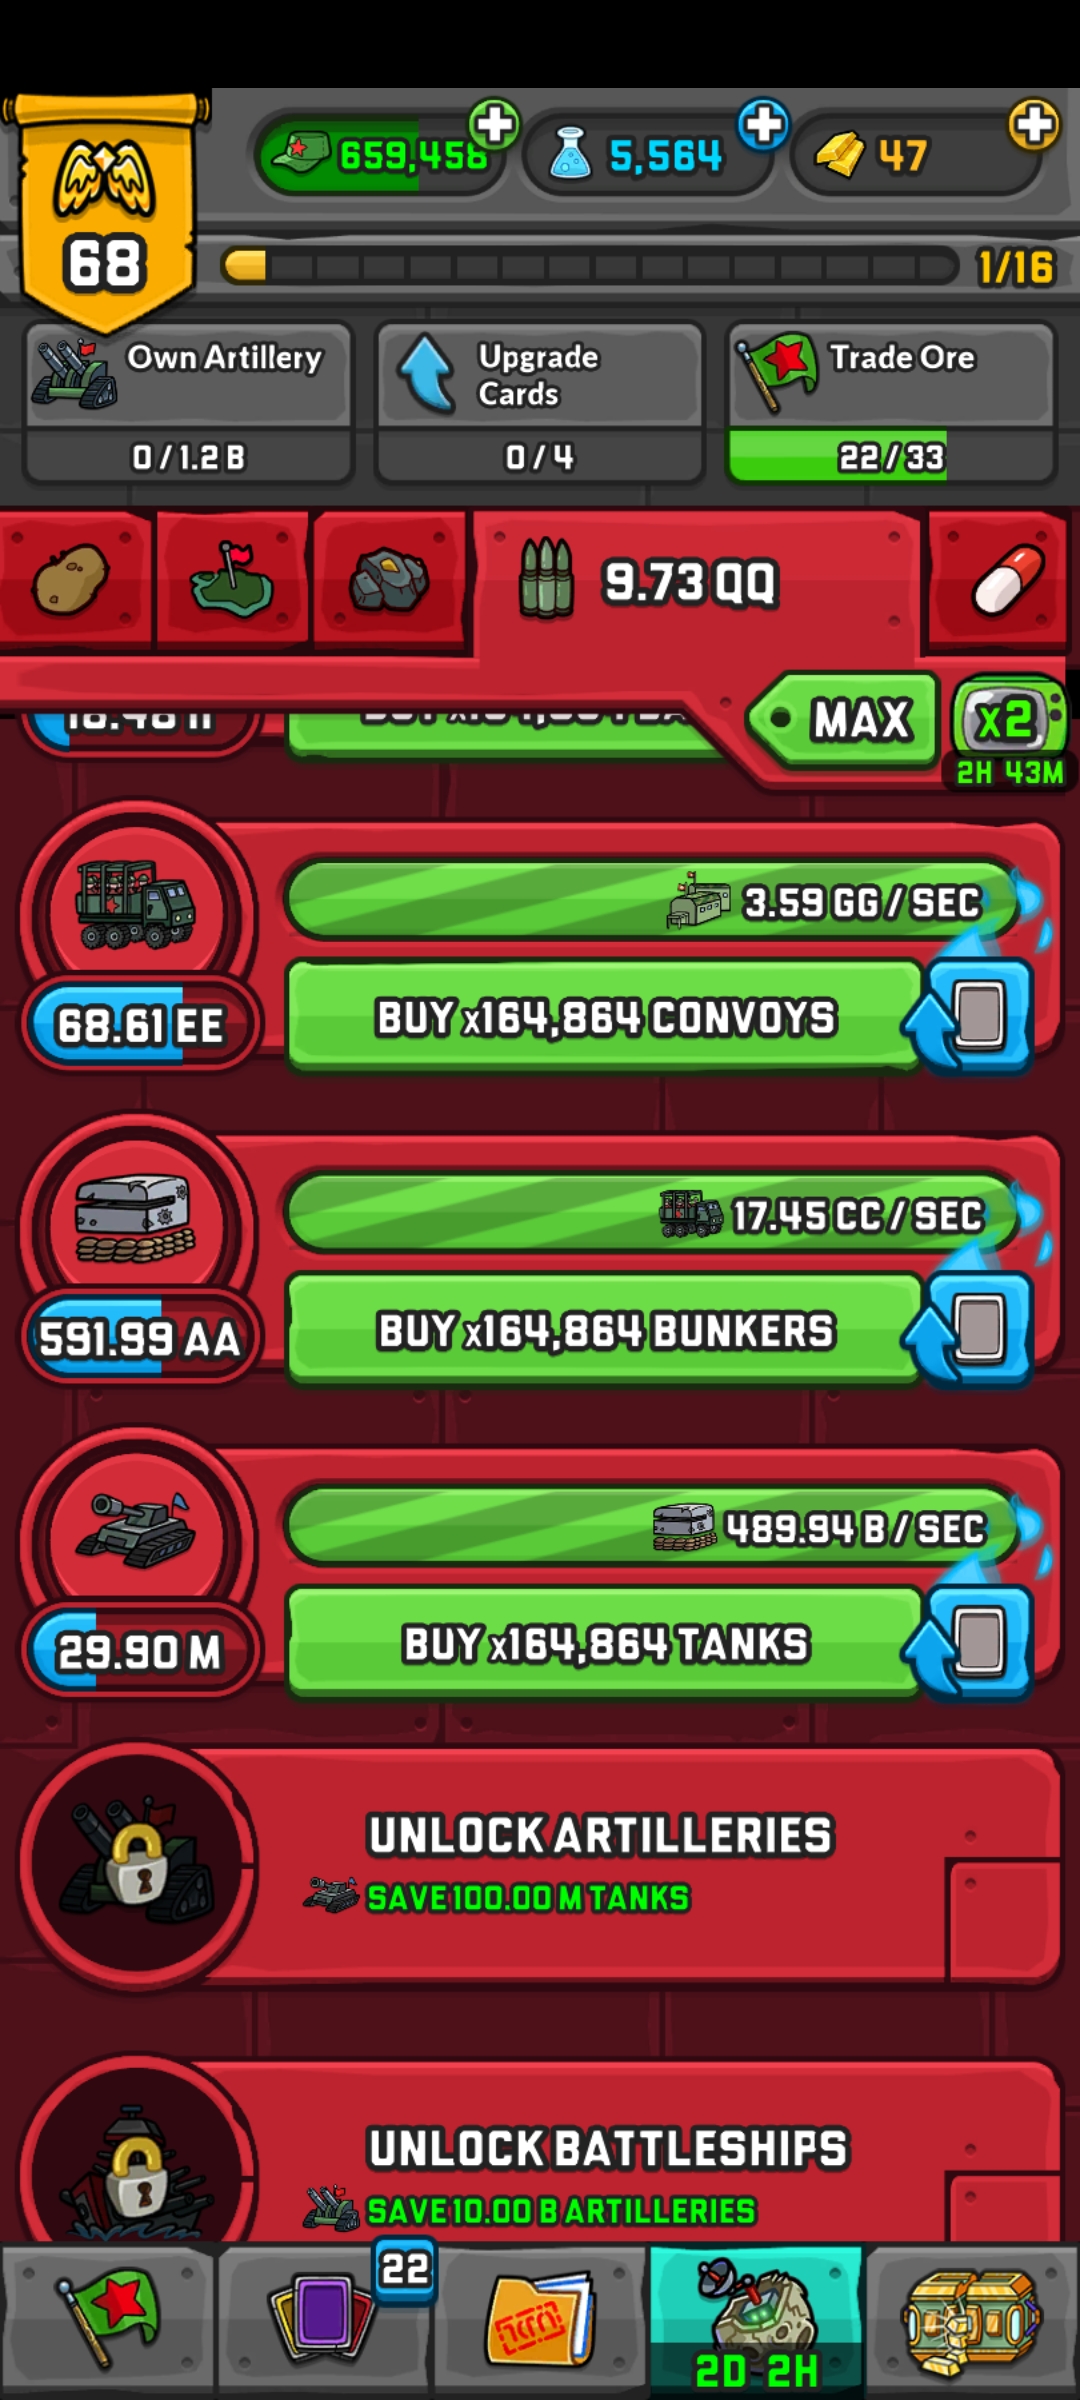 659,458
5,564
47
68
1/16
Own Artillery
Upgrade
Cards
Trade Ore
0/1.2 B
0/4
22/33
9.73 QQ
MAX
x2
2H 43M
3.59 GG / SEC
68.61 EE
BUY x164,864 CONVOYS
17.45 CC / SEC
591.99 AA
BUY x164,864 BUNKERS
489.94 B / SEC
29.90 M
BUY x164,864 TANKS
UNLOCK ARTILLERIES
SAVE 100.00 M TANKS
UNLOCK BATTLESHIPS
SAVE 10.00 B ARTILLERIES
22
2D 2H